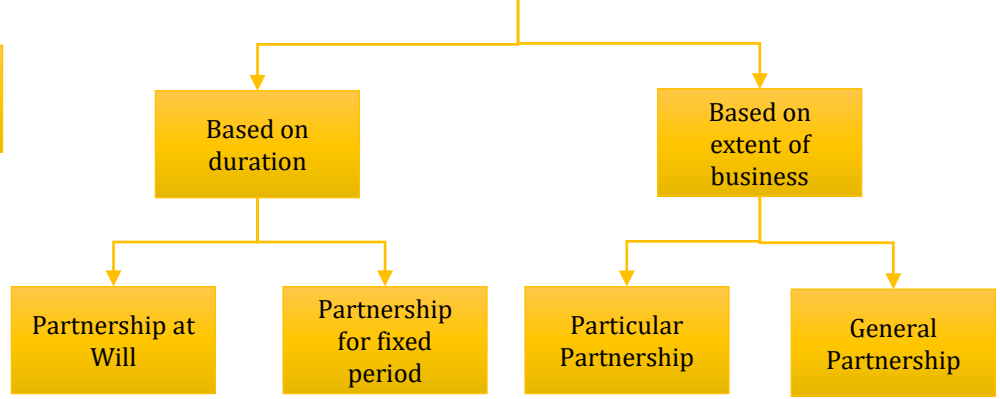 Based on
duration
Based on
extent of
business
Partnership at
Will
Partnership
for fixed
period
Particular
Partnership
General
Partnership